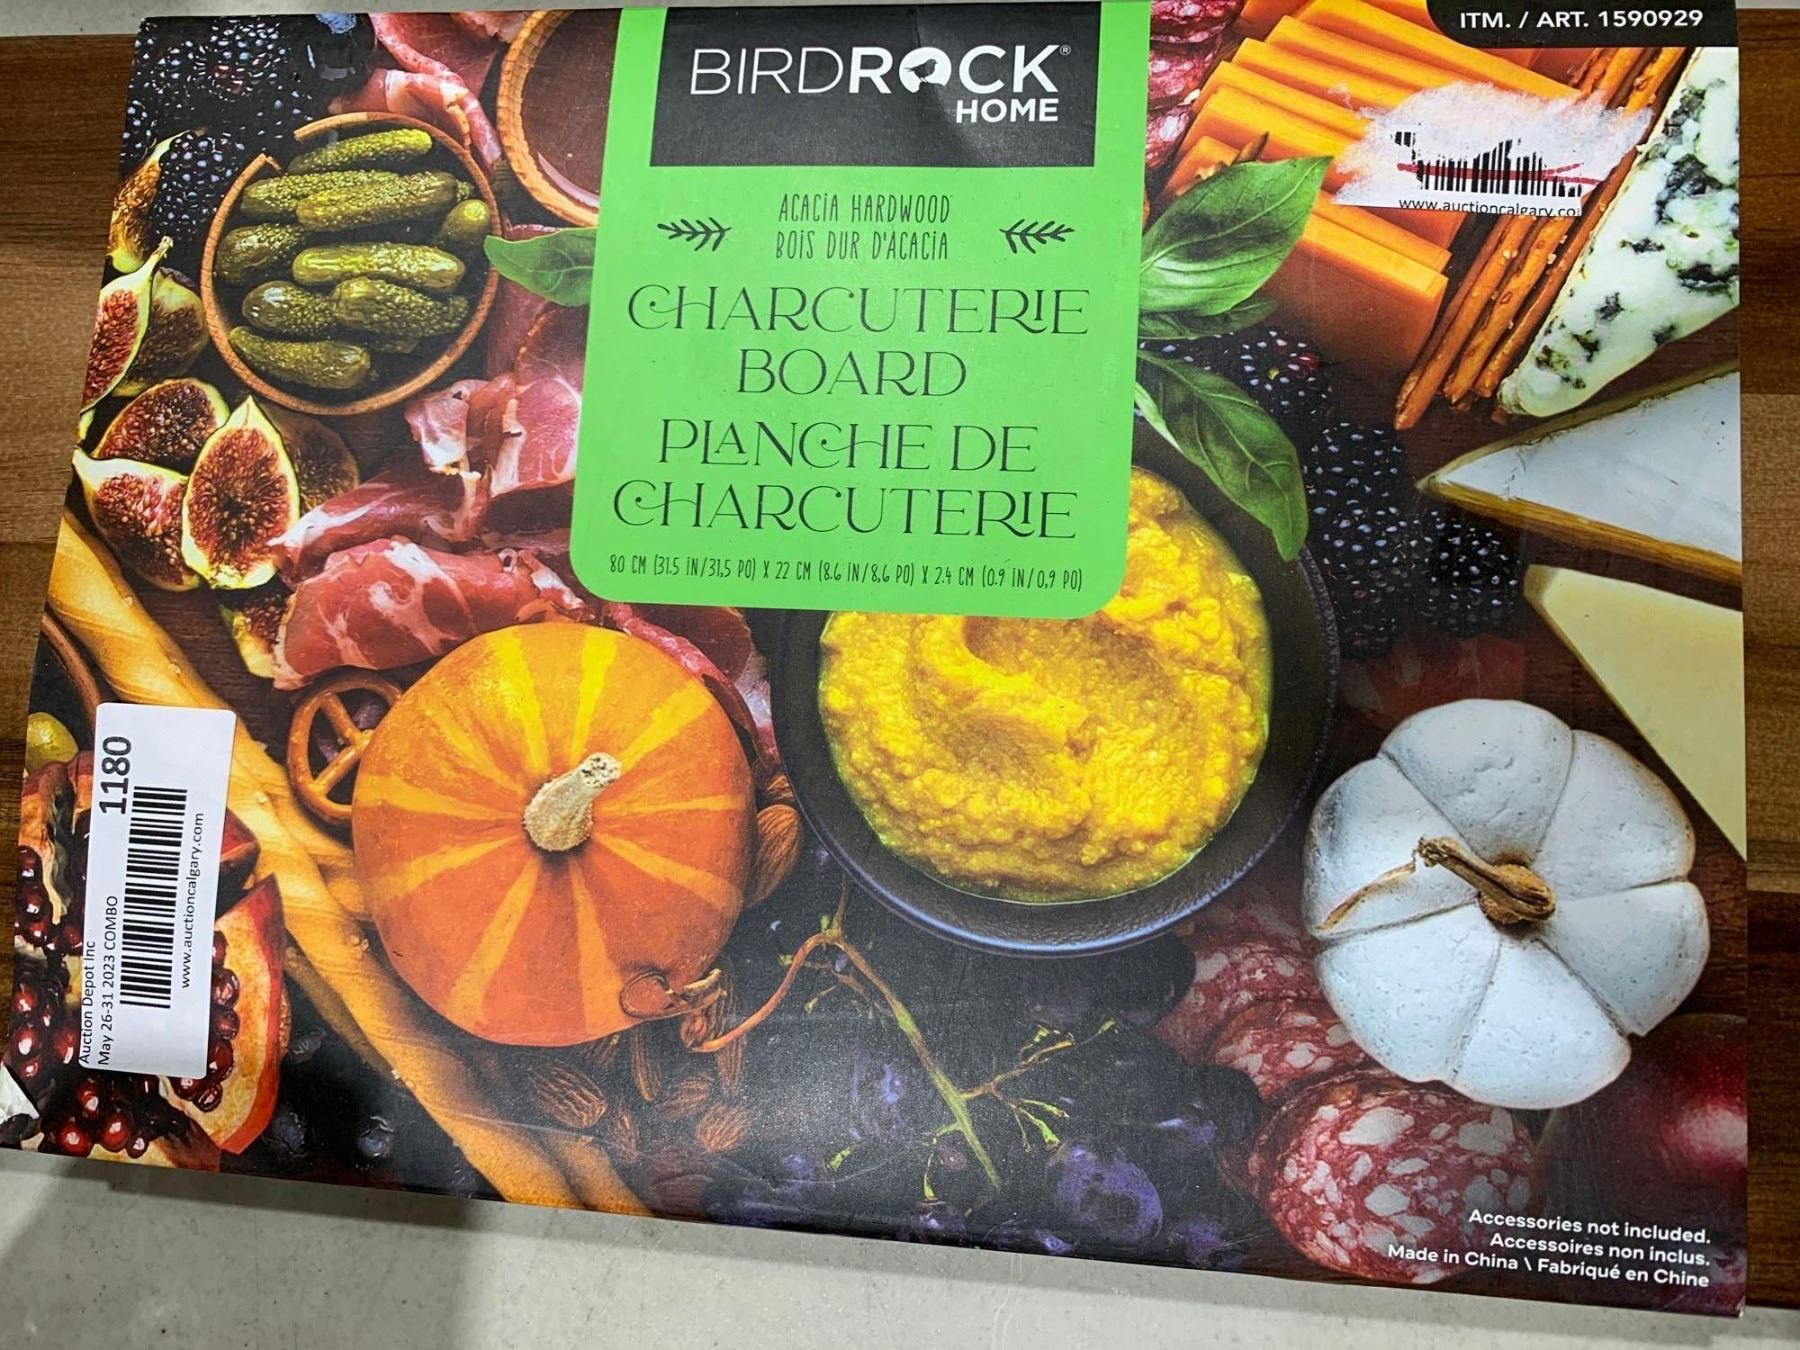 ITM. / ART. 1590929
BIRDROCK®
HOME
www.auctioncalgary.co
ACACIA HARDWOOD
BOIS DUR D'ACACIA
CHARCUTERIE
BOARD
PLANCHE DE
CHARCUTERIE
80 CM (31.5 IN/31,5 PO) X 22 CM (8.6 IN/8,6 PO) X 2.4 CM (0.9 IN/0,9 PO)
1180
Auction Depot Inc
May 26-31 2023 COMBO
www.auctioncalgary.com
Accessories not included.
Accessoires non inclus.
Made in China \ Fabriqué en Chine